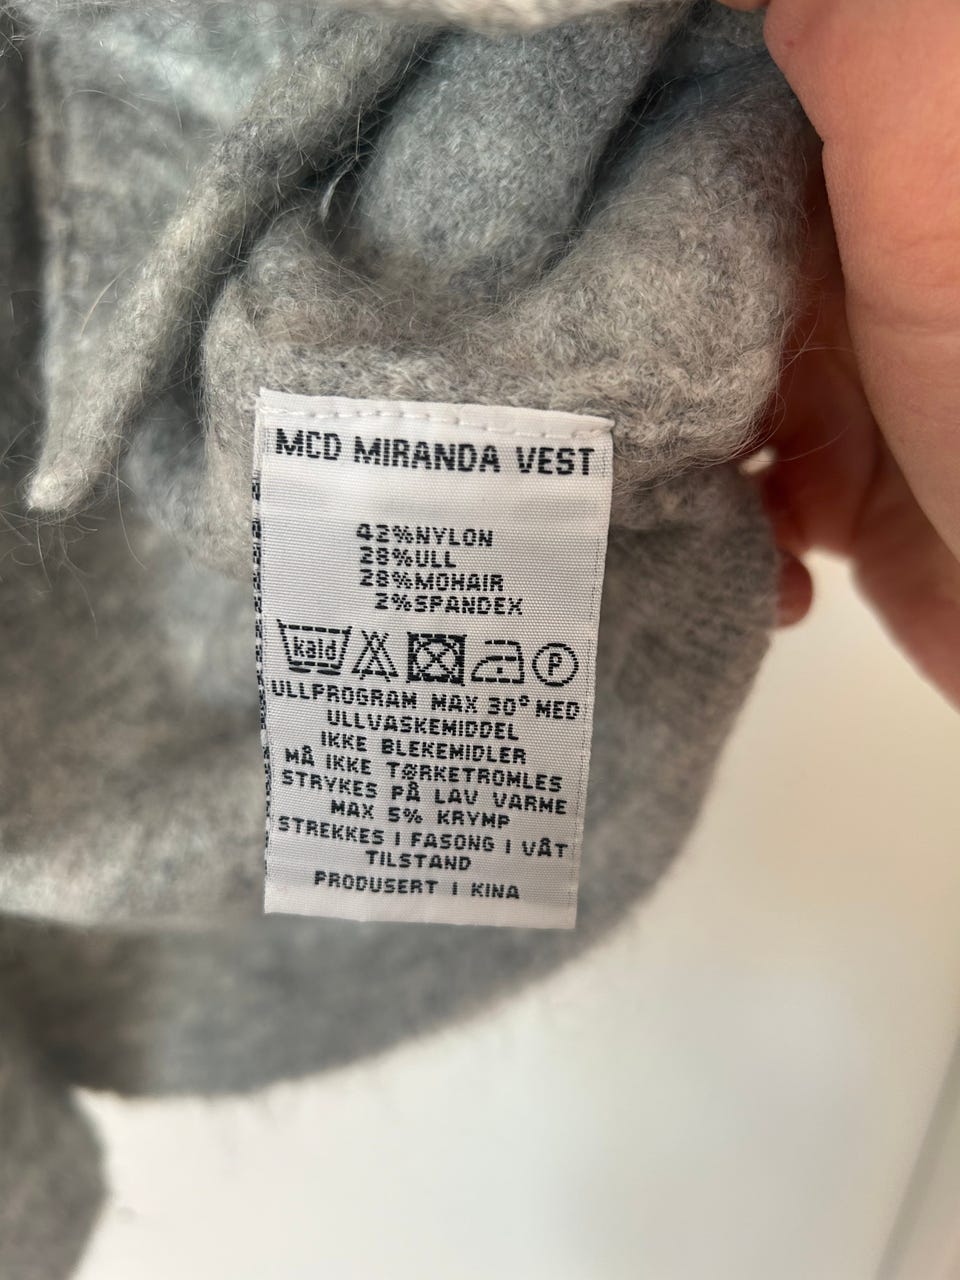 MCD MIRANDA VEST
42%NYLON
28%ULL
28%MOHAIR
2%SPANDEX
kald P
ULLPROGRAM MAX 30° MED
ULLVASKEMIDDEL
IKKE BLEKEMIDLER
MÅ IKKE TØRKETROMLES
STRYKES PÅ LAV VARME
MAX 5% KRYMP
STREKKES I FASONG I VÅT
TILSTAND
PRODUSERT I KINA